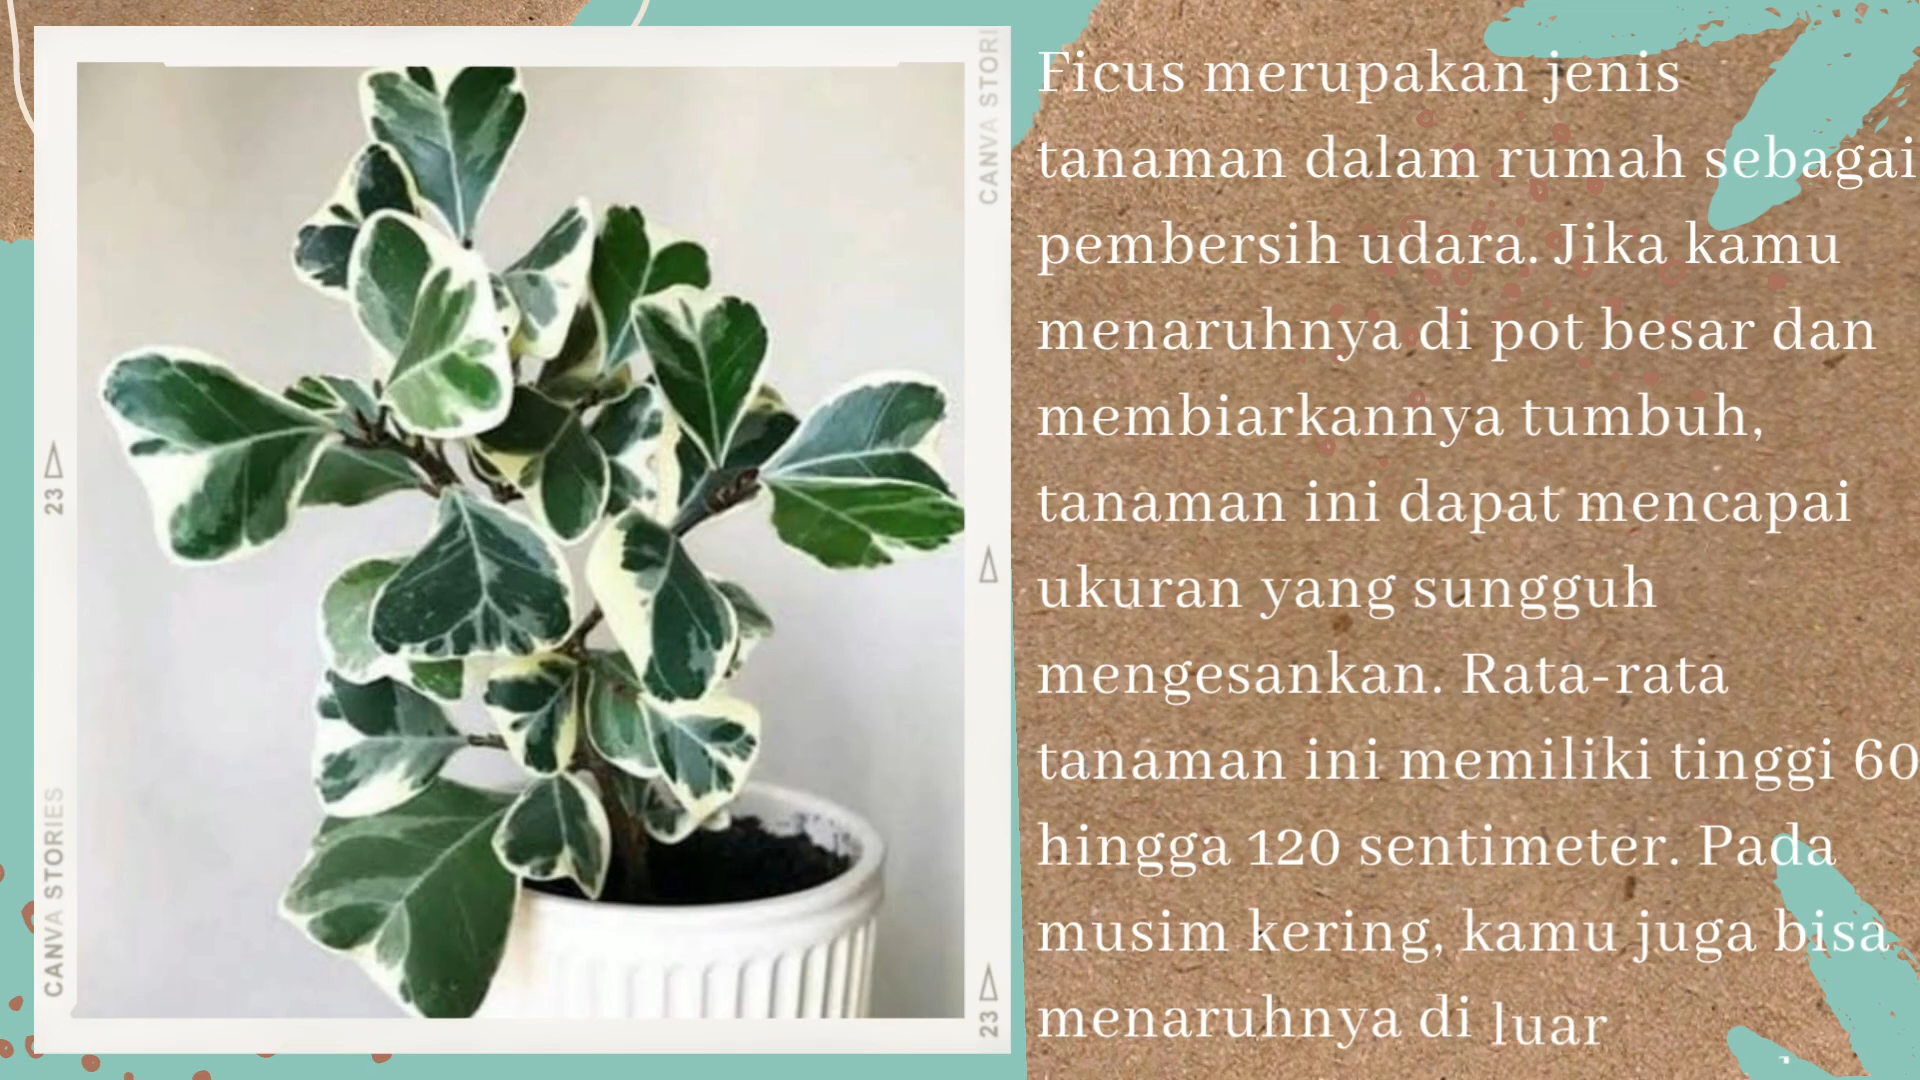 CANVA STORI
23
CANVA STORIES
23
Ficus merupakan jenis
tanaman dalam rumah sebagai
pembersih udara. Jika kamu
menaruhnya di pot besar dan
membiarkannya tumbuh,
tanaman ini dapat mencapai
ukuran yang sungguh
mengesankan. Rata-rata
tanaman ini memiliki tinggi 60
hingga 120 sentimeter. Pada
musim kering, kamu juga bisa
menaruhnya di luar